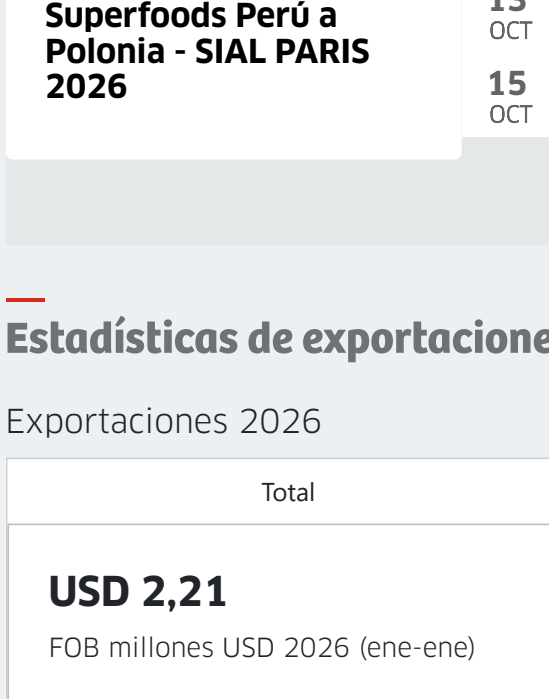 Superfoods Perú a
Polonia - SIAL PARIS
2026
13
OCT
15
OCT
Estadísticas de exportacione
Exportaciones 2026
Total
USD 2,21
FOB millones USD 2026 (ene-ene)